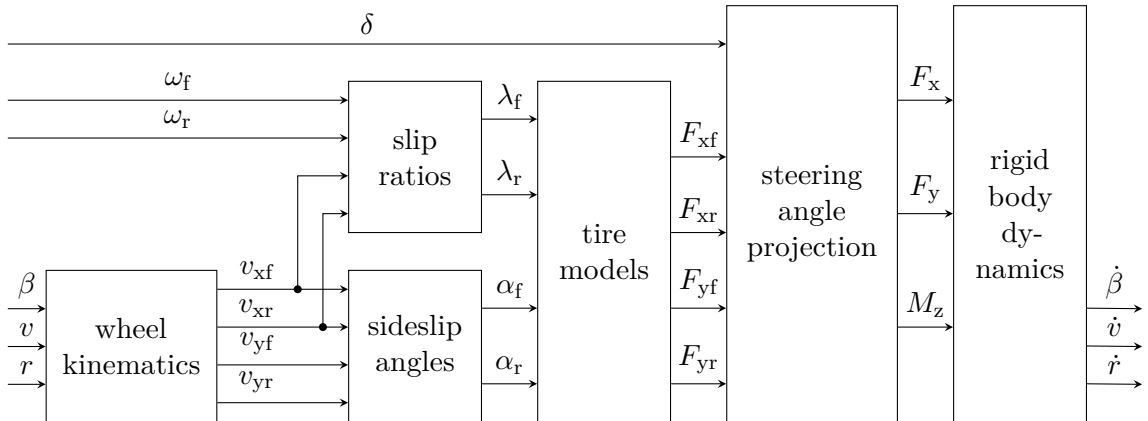 δ
ω_f
ω_r
slip
ratios
λ_f
λ_r
β
v
r
wheel
kinematics
v_xf
v_xr
v_yf
v_yr
sideslip
angles
α_f
α_r
tire
models
F_xf
F_xr
F_yf
F_yr
steering
angle
projection
F_x
F_y
M_z
rigid
body
dy-
namics
β̇
v̇
ṙ